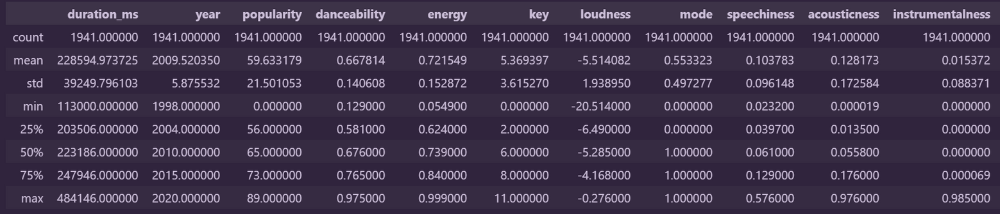 duration_ms year popularity danceability energy key loudness mode speechiness acousticness instrumentalness
count 1941.000000 1941.000000 1941.000000 1941.000000 1941.000000 1941.000000 1941.000000 1941.000000 1941.000000 1941.000000 1941.000000
mean 228594.973725 2009.520350 59.633179 0.667814 0.721549 5.369397 -5.514082 0.553323 0.103783 0.128173 0.015372
std 39249.796103 5.875532 21.501053 0.140608 0.152872 3.615270 1.938950 0.497277 0.096148 0.172584 0.088371
min 113000.000000 1998.000000 0.000000 0.129000 0.054900 0.000000 -20.514000 0.000000 0.023200 0.000019 0.000000
25% 203506.000000 2004.000000 56.000000 0.581000 0.624000 2.000000 -6.490000 0.000000 0.039700 0.013500 0.000000
50% 223186.000000 2010.000000 65.000000 0.676000 0.739000 6.000000 -5.285000 1.000000 0.061000 0.055800 0.000000
75% 247946.000000 2015.000000 73.000000 0.765000 0.840000 8.000000 -4.168000 1.000000 0.129000 0.176000 0.000069
max 484146.000000 2020.000000 89.000000 0.975000 0.999000 11.000000 -0.276000 1.000000 0.576000 0.976000 0.985000